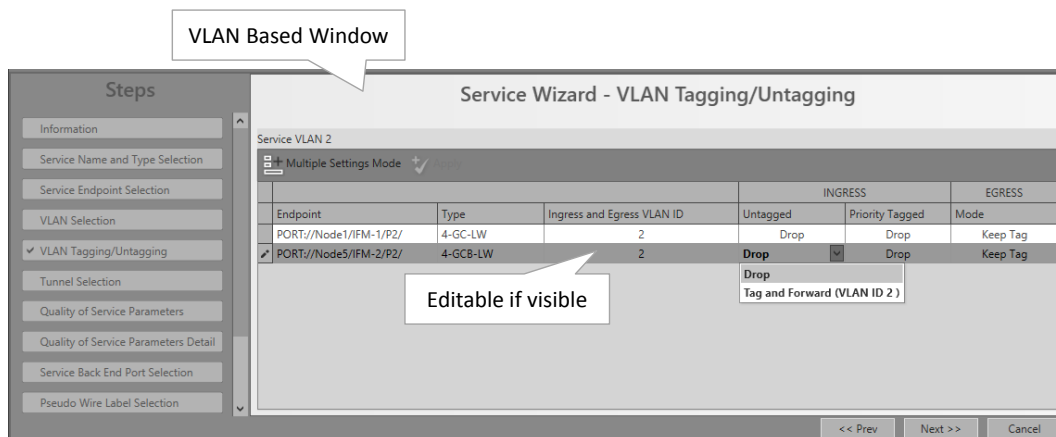 VLAN Based Window
Steps
Information
Service Name and Type Selection
Service Endpoint Selection
VLAN Selection
✔ VLAN Tagging/Untagging
Tunnel Selection
Quality of Service Parameters
Quality of Service Parameters Detail
Service Back End Port Selection
Pseudo Wire Label Selection
Service Wizard - VLAN Tagging/Untagging
Service VLAN 2
Multiple Settings Mode Apply
INGRESS EGRESS
Endpoint Type Ingress and Egress VLAN ID Untagged Priority Tagged Mode
PORT://Node1/IFM-1/P2/ 4-GC-LW 2 Drop Drop Keep Tag
PORT://Node5/IFM-2/P2/ 4-GCB-LW 2 Drop Drop Keep Tag
Drop
Tag and Forward (VLAN ID 2 )
Editable if visible
<< Prev Next >> Cancel